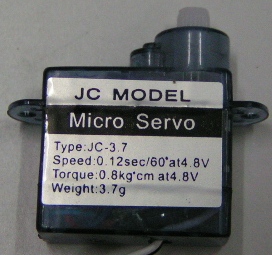 JC MODEL
Micro Servo
Type:JC-3.7
Speed:0.12sec/60°at4.8V
Torque:0.8kg*cm at4.8V
Weight:3.7g